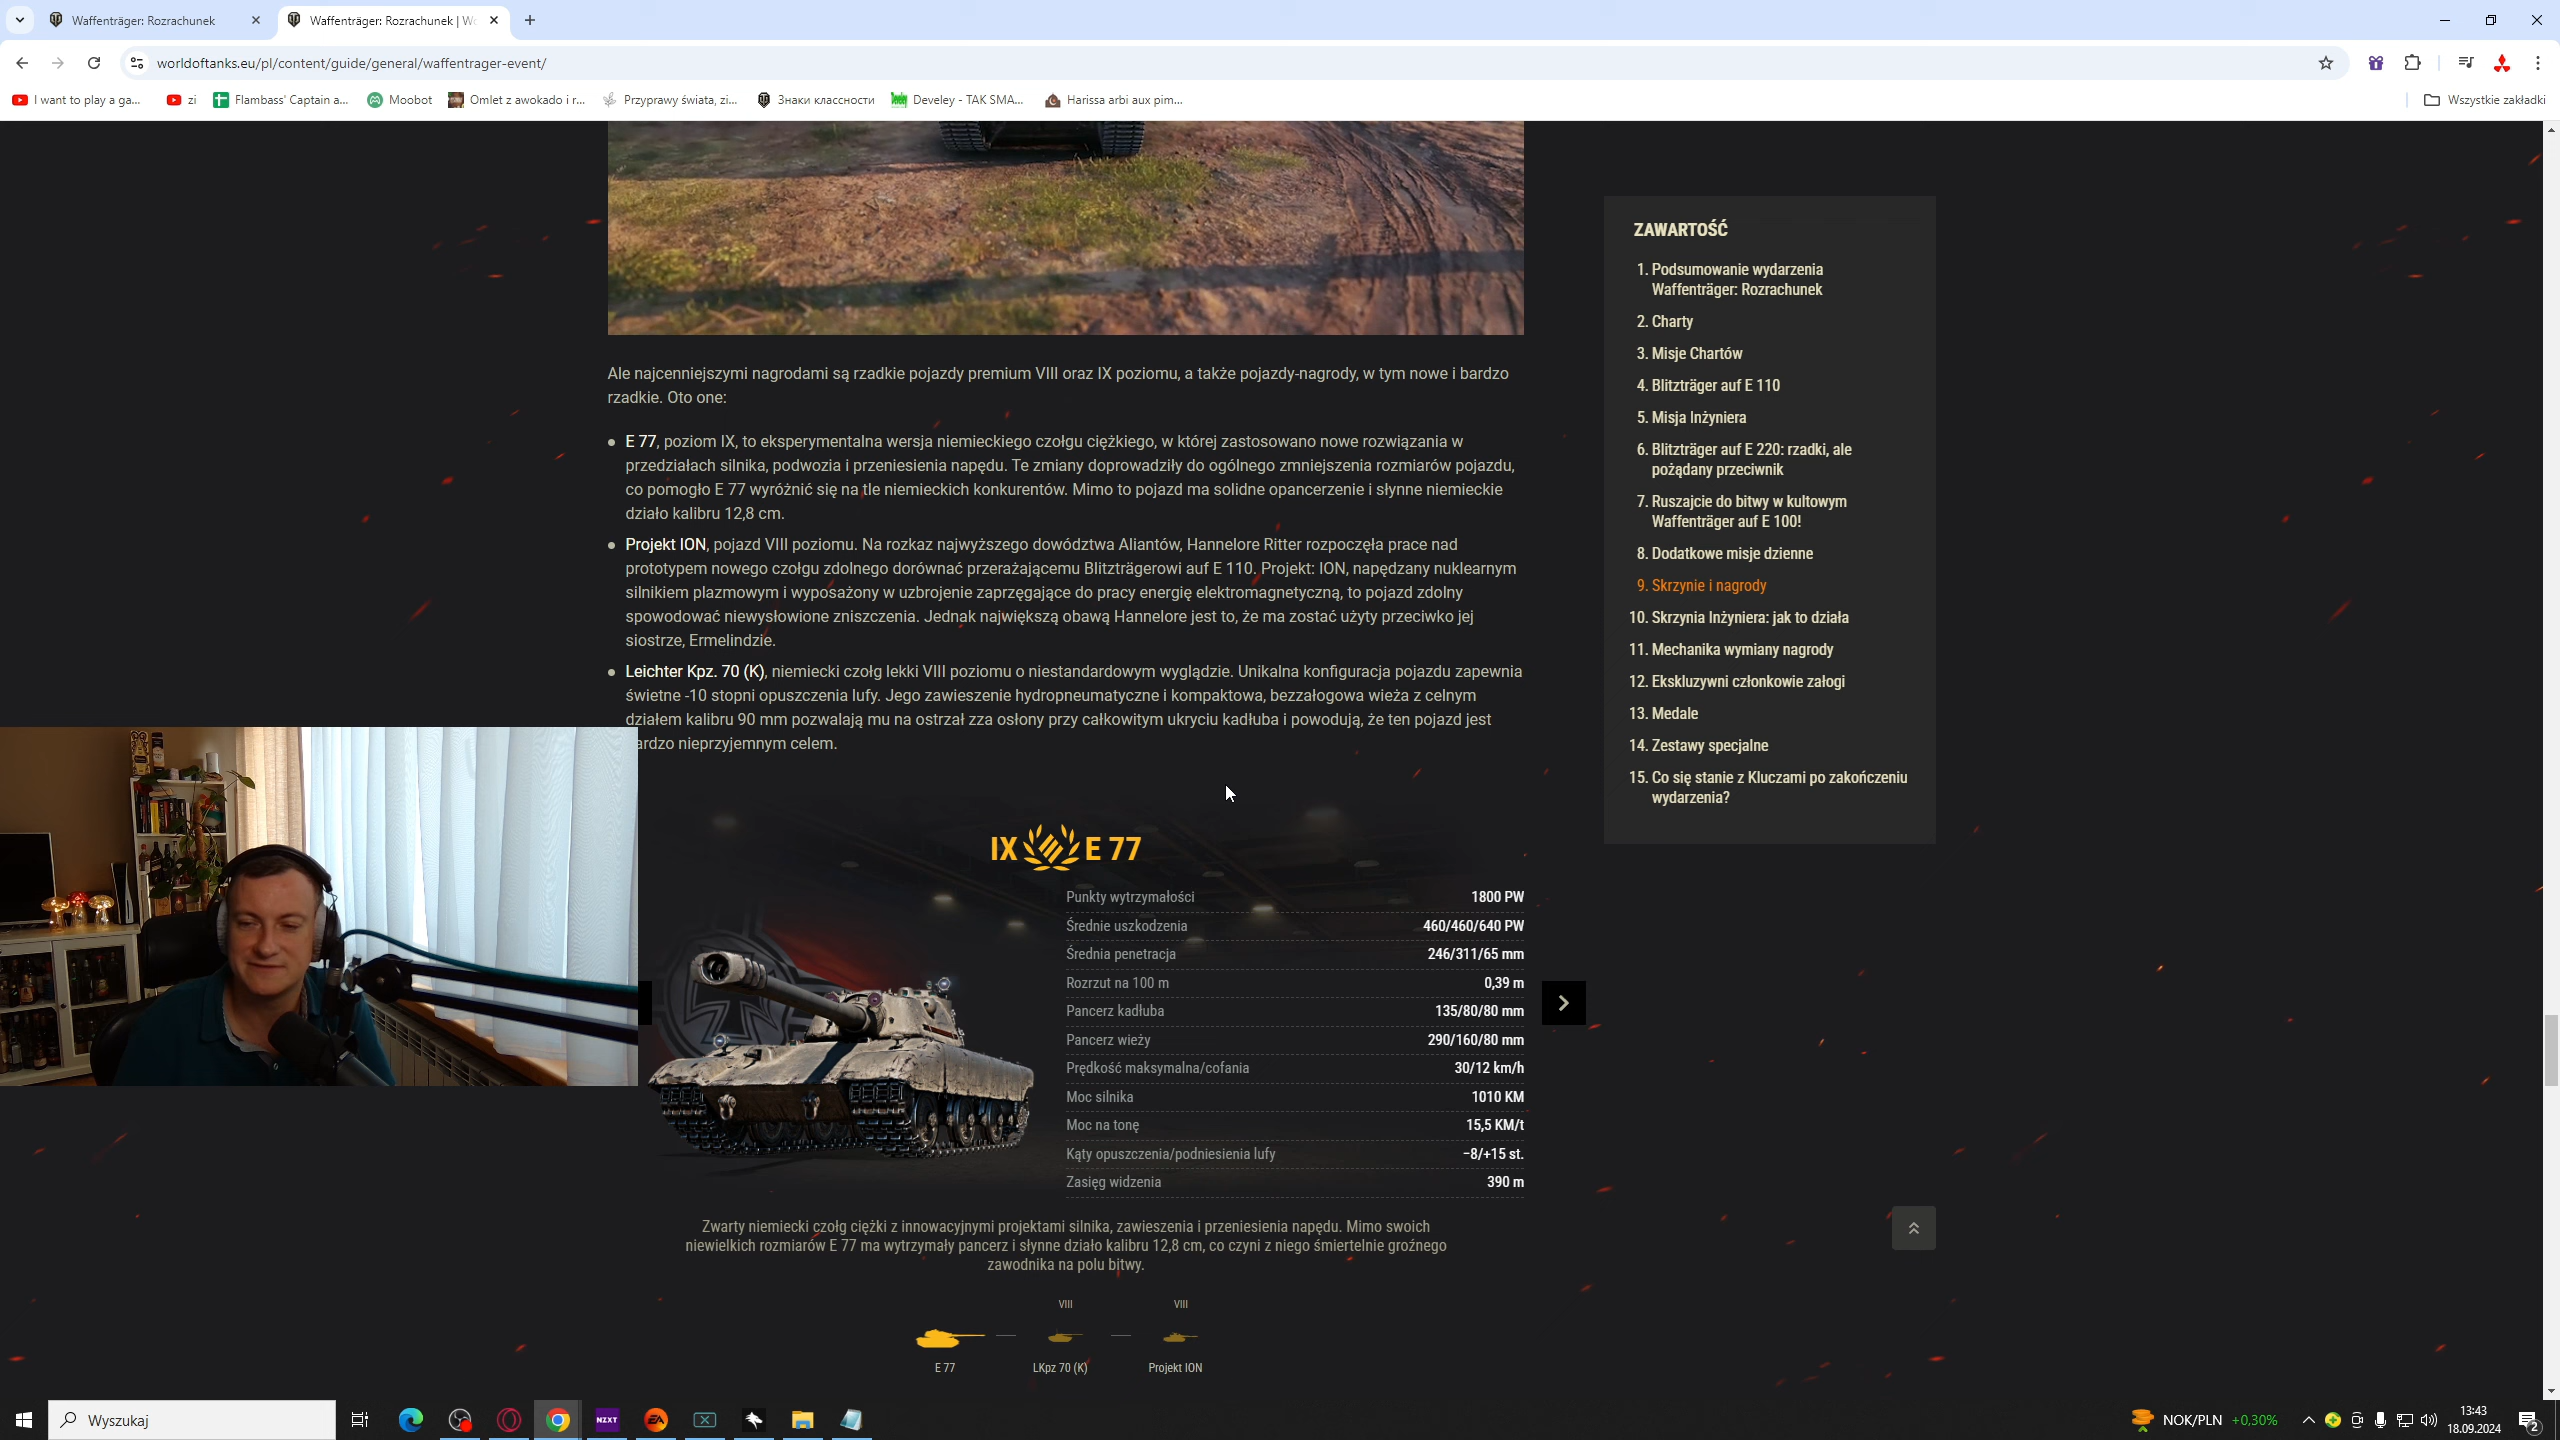 Waffenträger: Rozrachunek
Waffenträger: Rozrachunek | Wo
worldoftanks.eu/pl/content/guide/general/waffentrager-event/
I want to play a ga...
zi
Flambass' Captain a...
Moobot
Omlet z awokado i r...
Przyprawy świata, zi...
Знаки классности
Develey - TAK SMA...
Harissa arbi aux pim...
Wszystkie zakładki
Ale najcenniejszymi nagrodami są rzadkie pojazdy premium VIII oraz IX poziomu, a także pojazdy-nagrody, w tym nowe i bardzo
rzadkie. Oto one:
E 77, poziom IX, to eksperymentalna wersja niemieckiego czołgu ciężkiego, w której zastosowano nowe rozwiązania w
przedziałach silnika, podwozia i przeniesienia napędu. Te zmiany doprowadziły do ogólnego zmniejszenia rozmiarów pojazdu,
co pomogło E 77 wyróżnić się na tle niemieckich konkurentów. Mimo to pojazd ma solidne opancerzenie i słynne niemieckie
działo kalibru 12,8 cm.
Projekt ION, pojazd VIII poziomu. Na rozkaz najwyższego dowództwa Aliantów, Hannelore Ritter rozpoczęła prace nad
prototypem nowego czołgu zdolnego dorównać przerażającemu Blitzträgerowi auf E 110. Projekt: ION, napędzany nuklearnym
silnikiem plazmowym i wyposażony w uzbrojenie zaprzęgające do pracy energię elektromagnetyczną, to pojazd zdolny
spowodować niewysłowione zniszczenia. Jednak największą obawą Hannelore jest to, że ma zostać użyty przeciwko jej
siostrze, Ermelindzie.
Leichter Kpz. 70 (K), niemiecki czołg lekki VIII poziomu o niestandardowym wyglądzie. Unikalna konfiguracja pojazdu zapewnia
świetne -10 stopni opuszczenia lufy. Jego zawieszenie hydropneumatyczne i kompaktowa, bezzałogowa wieża z celnym
działem kalibru 90 mm pozwalają mu na ostrzał zza osłony przy całkowitym ukryciu kadłuba i powodują, że ten pojazd jest
ardzo nieprzyjemnym celem.
IX E 77
Punkty wytrzymałości 1800 PW
Średnie uszkodzenia 460/460/640 PW
Średnia penetracja 246/311/65 mm
Rozrzut na 100 m 0,39 m
Pancerz kadłuba 135/80/80 mm
Pancerz wieży 290/160/80 mm
Prędkość maksymalna/cofania 30/12 km/h
Moc silnika 1010 KM
Moc na tonę 15,5 KM/t
Kąty opuszczenia/podniesienia lufy −8/+15 st.
Zasięg widzenia 390 m
Zwarty niemiecki czołg ciężki z innowacyjnymi projektami silnika, zawieszenia i przeniesienia napędu. Mimo swoich
niewielkich rozmiarów E 77 ma wytrzymały pancerz i słynne działo kalibru 12,8 cm, co czyni z niego śmiertelnie groźnego
zawodnika na polu bitwy.
VIII VIII
E 77 LKpz 70 (K) Projekt ION
ZAWARTOŚĆ
1. Podsumowanie wydarzenia
Waffenträger: Rozrachunek
2. Charty
3. Misje Chartów
4. Blitzträger auf E 110
5. Misja Inżyniera
6. Blitzträger auf E 220: rzadki, ale
pożądany przeciwnik
7. Ruszajcie do bitwy w kultowym
Waffenträger auf E 100!
8. Dodatkowe misje dzienne
9. Skrzynie i nagrody
10. Skrzynia Inżyniera: jak to działa
11. Mechanika wymiany nagrody
12. Ekskluzywni członkowie załogi
13. Medale
14. Zestawy specjalne
15. Co się stanie z Kluczami po zakończeniu
wydarzenia?
Wyszukaj
NZXT
EA
NOK/PLN +0,30%
13:43
18.09.2024
2